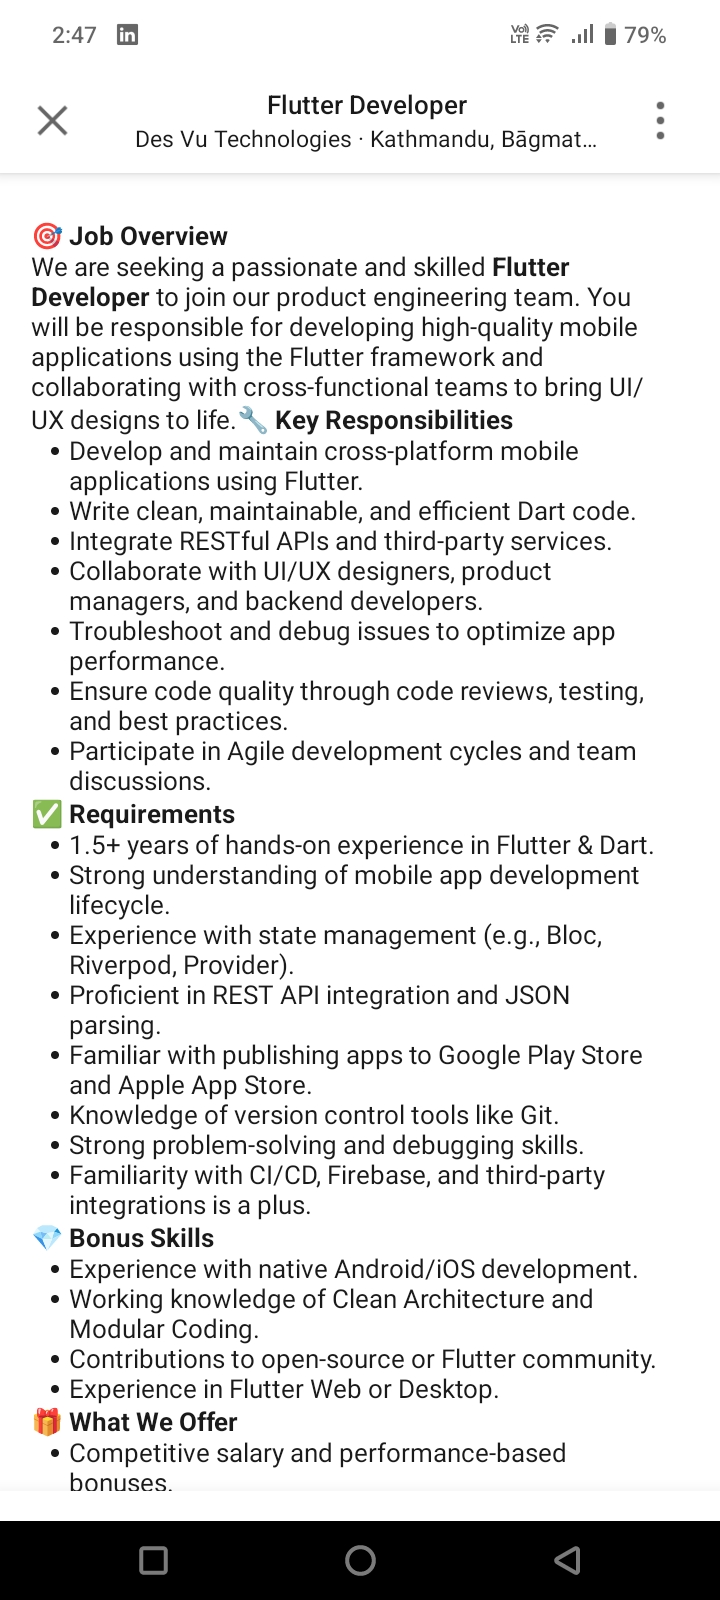 2:47 in Vo) LTE 79%
Flutter Developer
Des Vu Technologies · Kathmandu, Bāgmat...
🎯 Job Overview
We are seeking a passionate and skilled Flutter
Developer to join our product engineering team. You
will be responsible for developing high-quality mobile
applications using the Flutter framework and
collaborating with cross-functional teams to bring UI/
UX designs to life.🔧 Key Responsibilities
• Develop and maintain cross-platform mobile
applications using Flutter.
• Write clean, maintainable, and efficient Dart code.
• Integrate RESTful APIs and third-party services.
• Collaborate with UI/UX designers, product
managers, and backend developers.
• Troubleshoot and debug issues to optimize app
performance.
• Ensure code quality through code reviews, testing,
and best practices.
• Participate in Agile development cycles and team
discussions.
✅ Requirements
• 1.5+ years of hands-on experience in Flutter & Dart.
• Strong understanding of mobile app development
lifecycle.
• Experience with state management (e.g., Bloc,
Riverpod, Provider).
• Proficient in REST API integration and JSON
parsing.
• Familiar with publishing apps to Google Play Store
and Apple App Store.
• Knowledge of version control tools like Git.
• Strong problem-solving and debugging skills.
• Familiarity with CI/CD, Firebase, and third-party
integrations is a plus.
💎 Bonus Skills
• Experience with native Android/iOS development.
• Working knowledge of Clean Architecture and
Modular Coding.
• Contributions to open-source or Flutter community.
• Experience in Flutter Web or Desktop.
🎁 What We Offer
• Competitive salary and performance-based
bonuses.